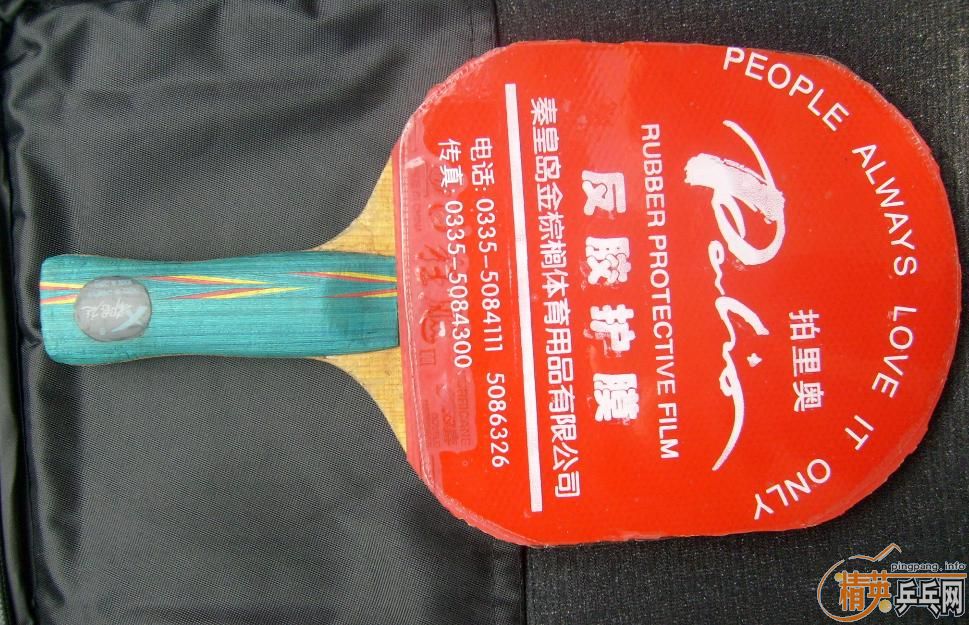 PEOPLE ALWAYS LOVE IT ONLY
Palio
拍里奥
RUBBER PROTECTIVE FILM
反胶护膜
秦皇岛金棕榈体育用品有限公司
电话: 0335-5084111 5086326
传真: 0335-5084300
pingpang.info
精英乒乓网